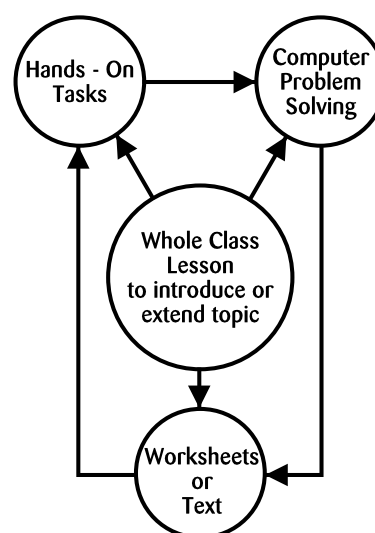 Hands - On
Tasks
Computer
Problem
Solving
Whole Class
Lesson
to introduce or
extend topic
Worksheets
or
Text